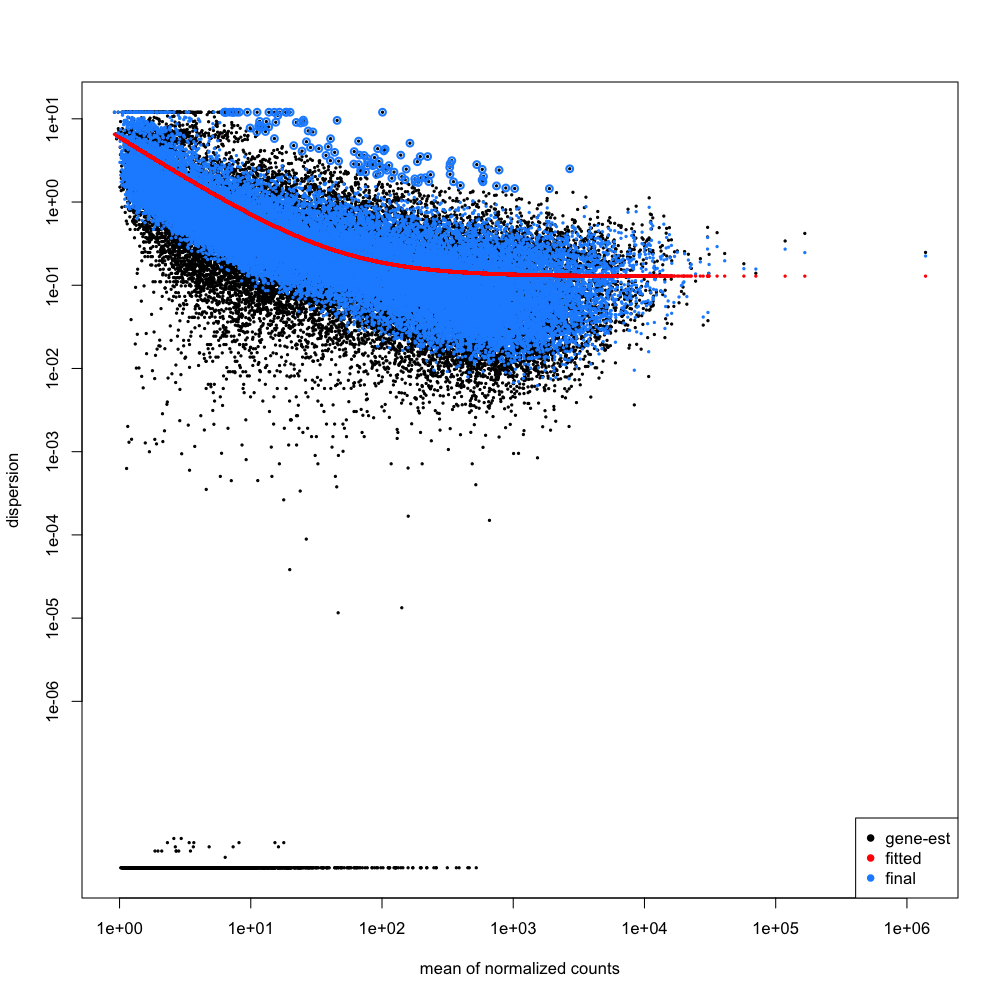 dispersion
1e+01
1e+00
1e-01
1e-02
1e-03
1e-04
1e-05
1e-06
gene-est
fitted
final
1e+00 1e+01 1e+02 1e+03 1e+04 1e+05 1e+06
mean of normalized counts